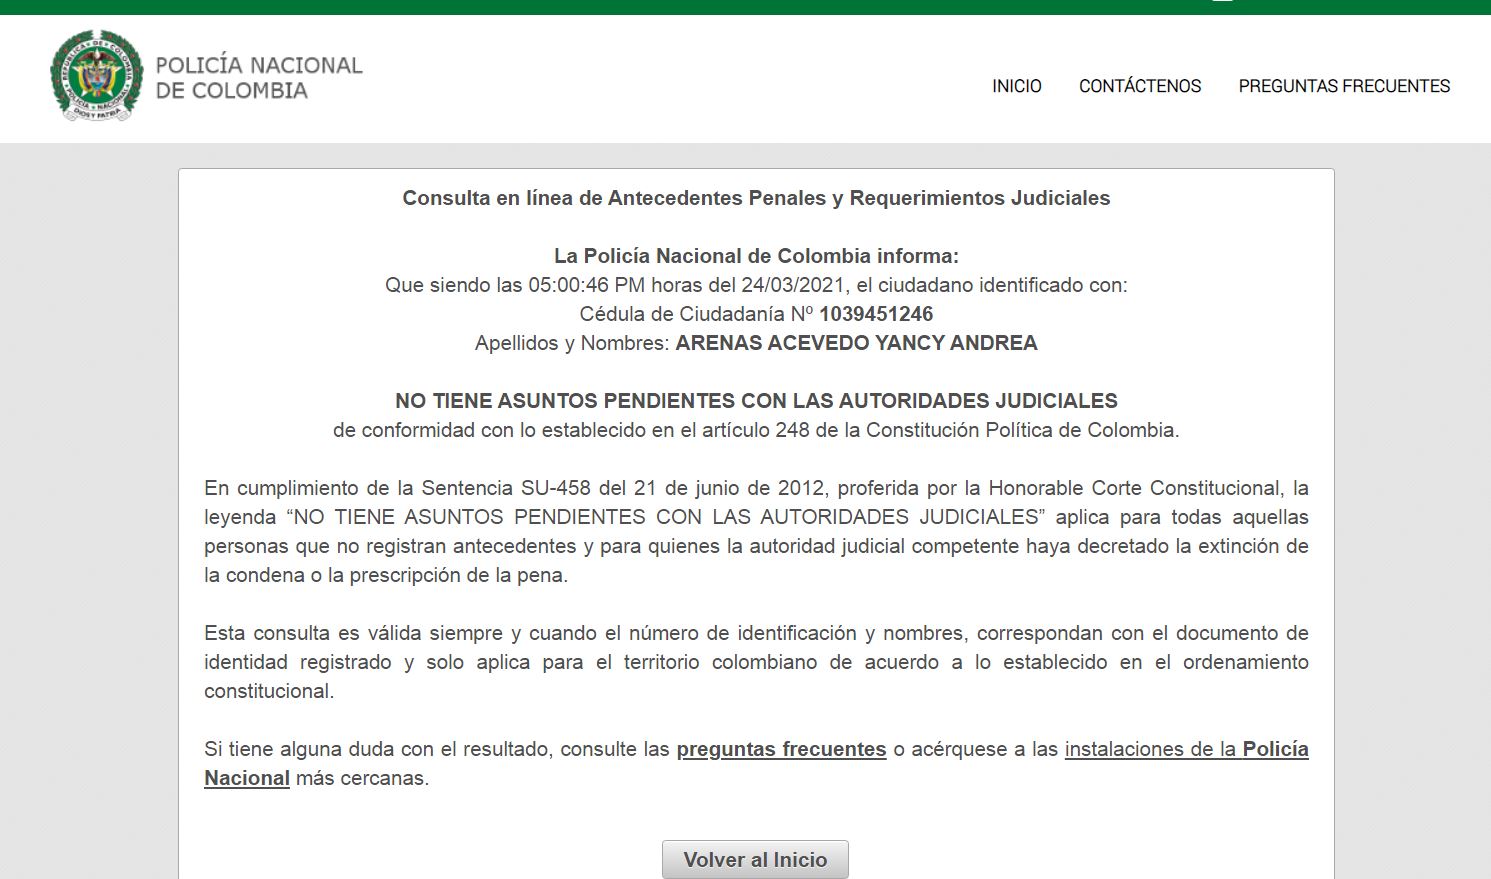 POLICÍA NACIONAL
DE COLOMBIA
INICIO CONTÁCTENOS PREGUNTAS FRECUENTES
REPÚBLICA DE COLOMBIA
POLICÍA NACIONAL
DIOS Y PATRIA
Consulta en línea de Antecedentes Penales y Requerimientos Judiciales
La Policía Nacional de Colombia informa:
Que siendo las 05:00:46 PM horas del 24/03/2021, el ciudadano identificado con:
Cédula de Ciudadanía Nº 1039451246
Apellidos y Nombres: ARENAS ACEVEDO YANCY ANDREA
NO TIENE ASUNTOS PENDIENTES CON LAS AUTORIDADES JUDICIALES
de conformidad con lo establecido en el artículo 248 de la Constitución Política de Colombia.
En cumplimiento de la Sentencia SU-458 del 21 de junio de 2012, proferida por la Honorable Corte Constitucional, la
leyenda “NO TIENE ASUNTOS PENDIENTES CON LAS AUTORIDADES JUDICIALES” aplica para todas aquellas
personas que no registran antecedentes y para quienes la autoridad judicial competente haya decretado la extinción de
la condena o la prescripción de la pena.
Esta consulta es válida siempre y cuando el número de identificación y nombres, correspondan con el documento de
identidad registrado y solo aplica para el territorio colombiano de acuerdo a lo establecido en el ordenamiento
constitucional.
Si tiene alguna duda con el resultado, consulte las preguntas frecuentes o acérquese a las instalaciones de la Policía
Nacional más cercanas.
Volver al Inicio